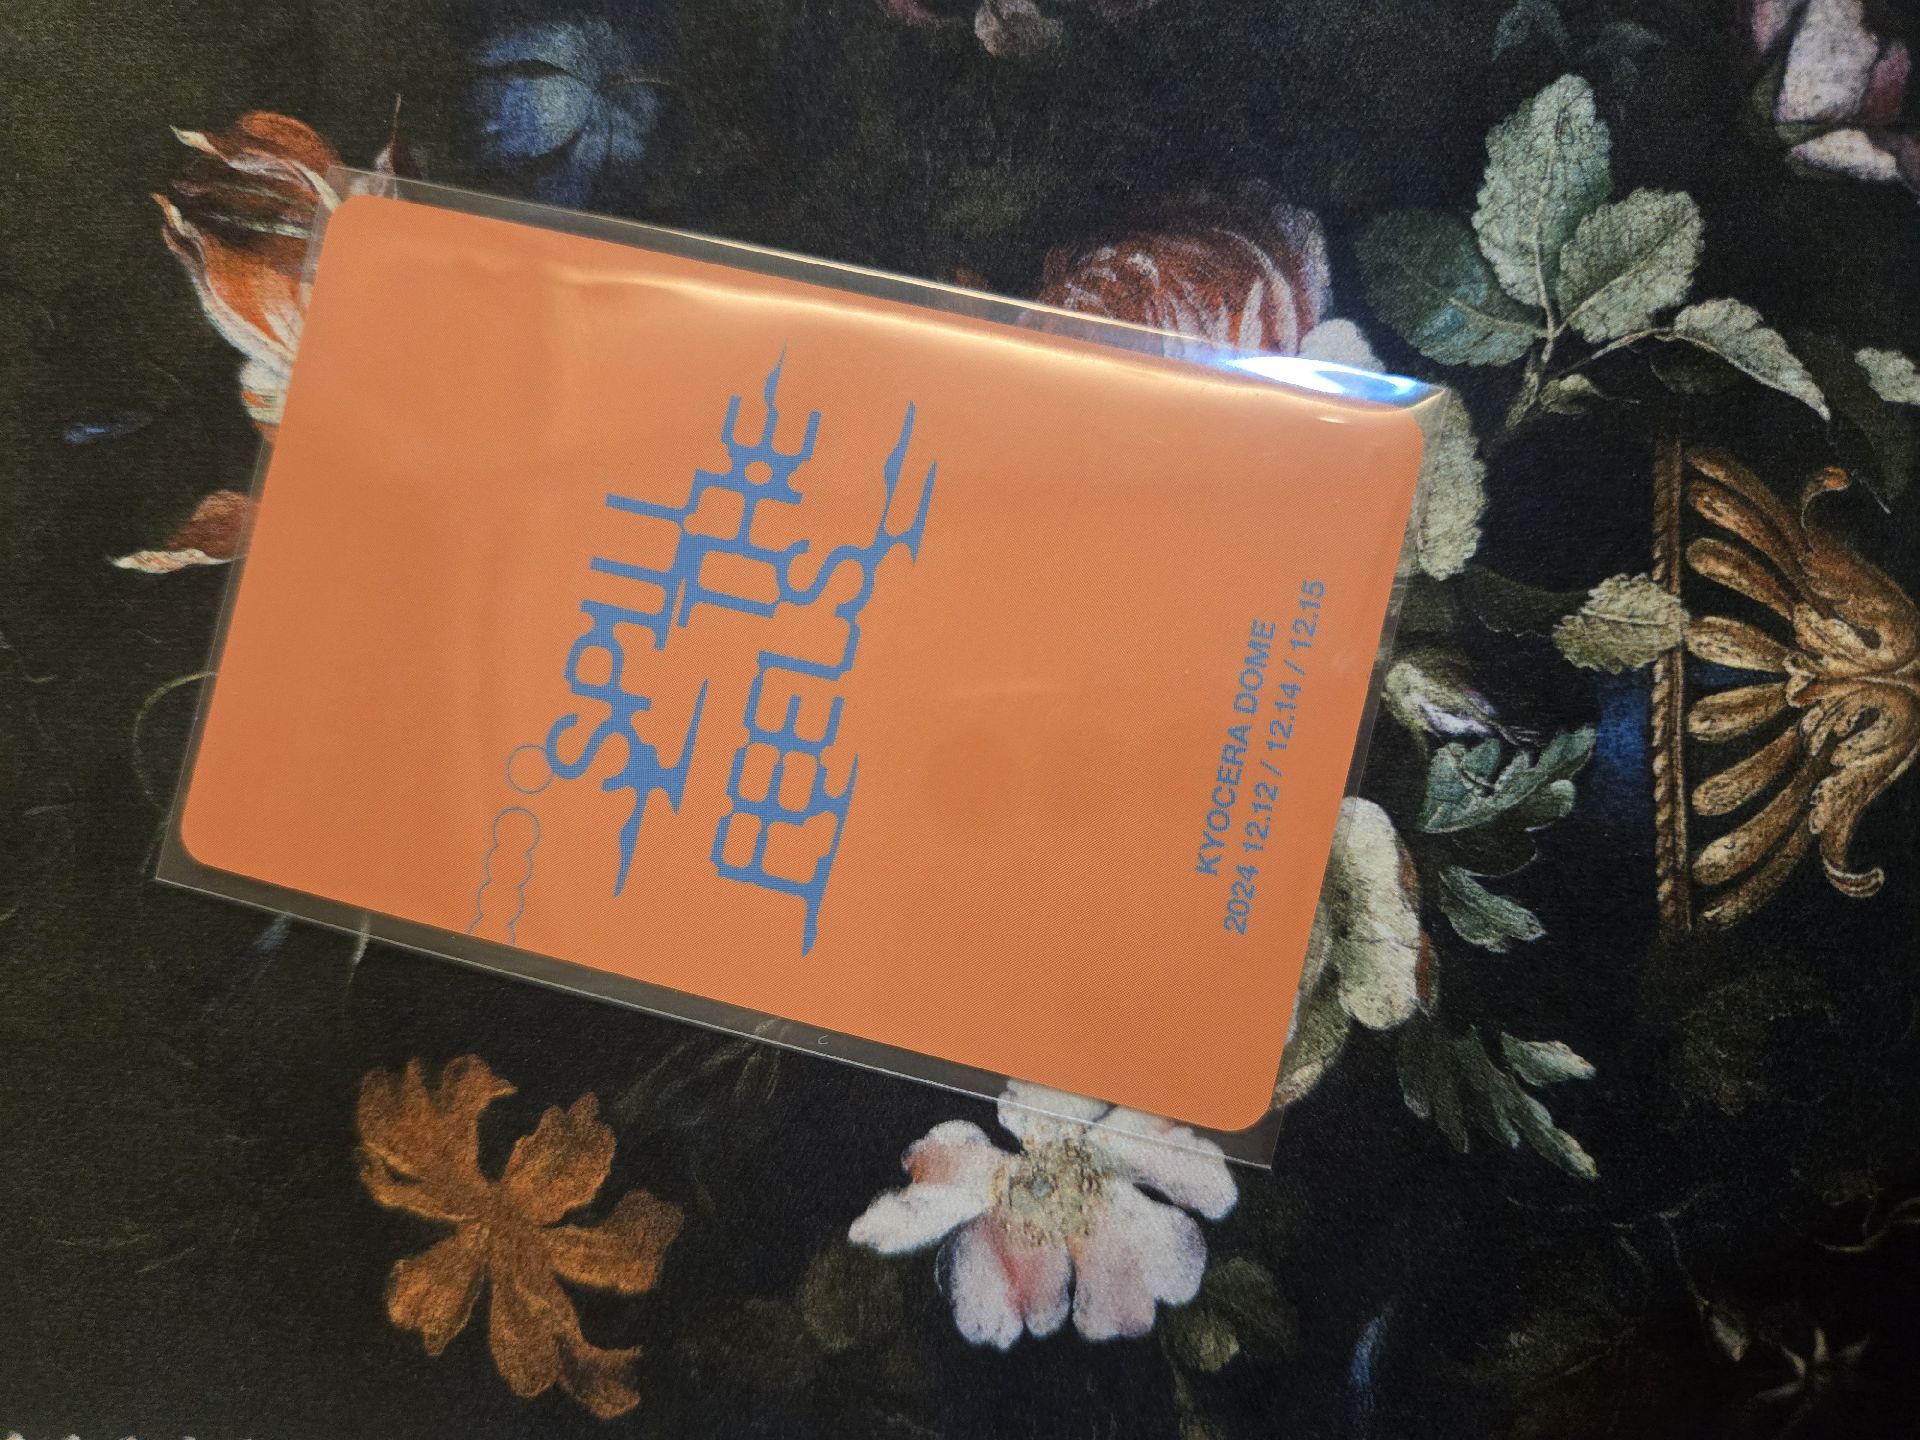 SPILL
THE
FEELS
KYOCERA DOME
2024 12.12 / 12.14 / 12.15